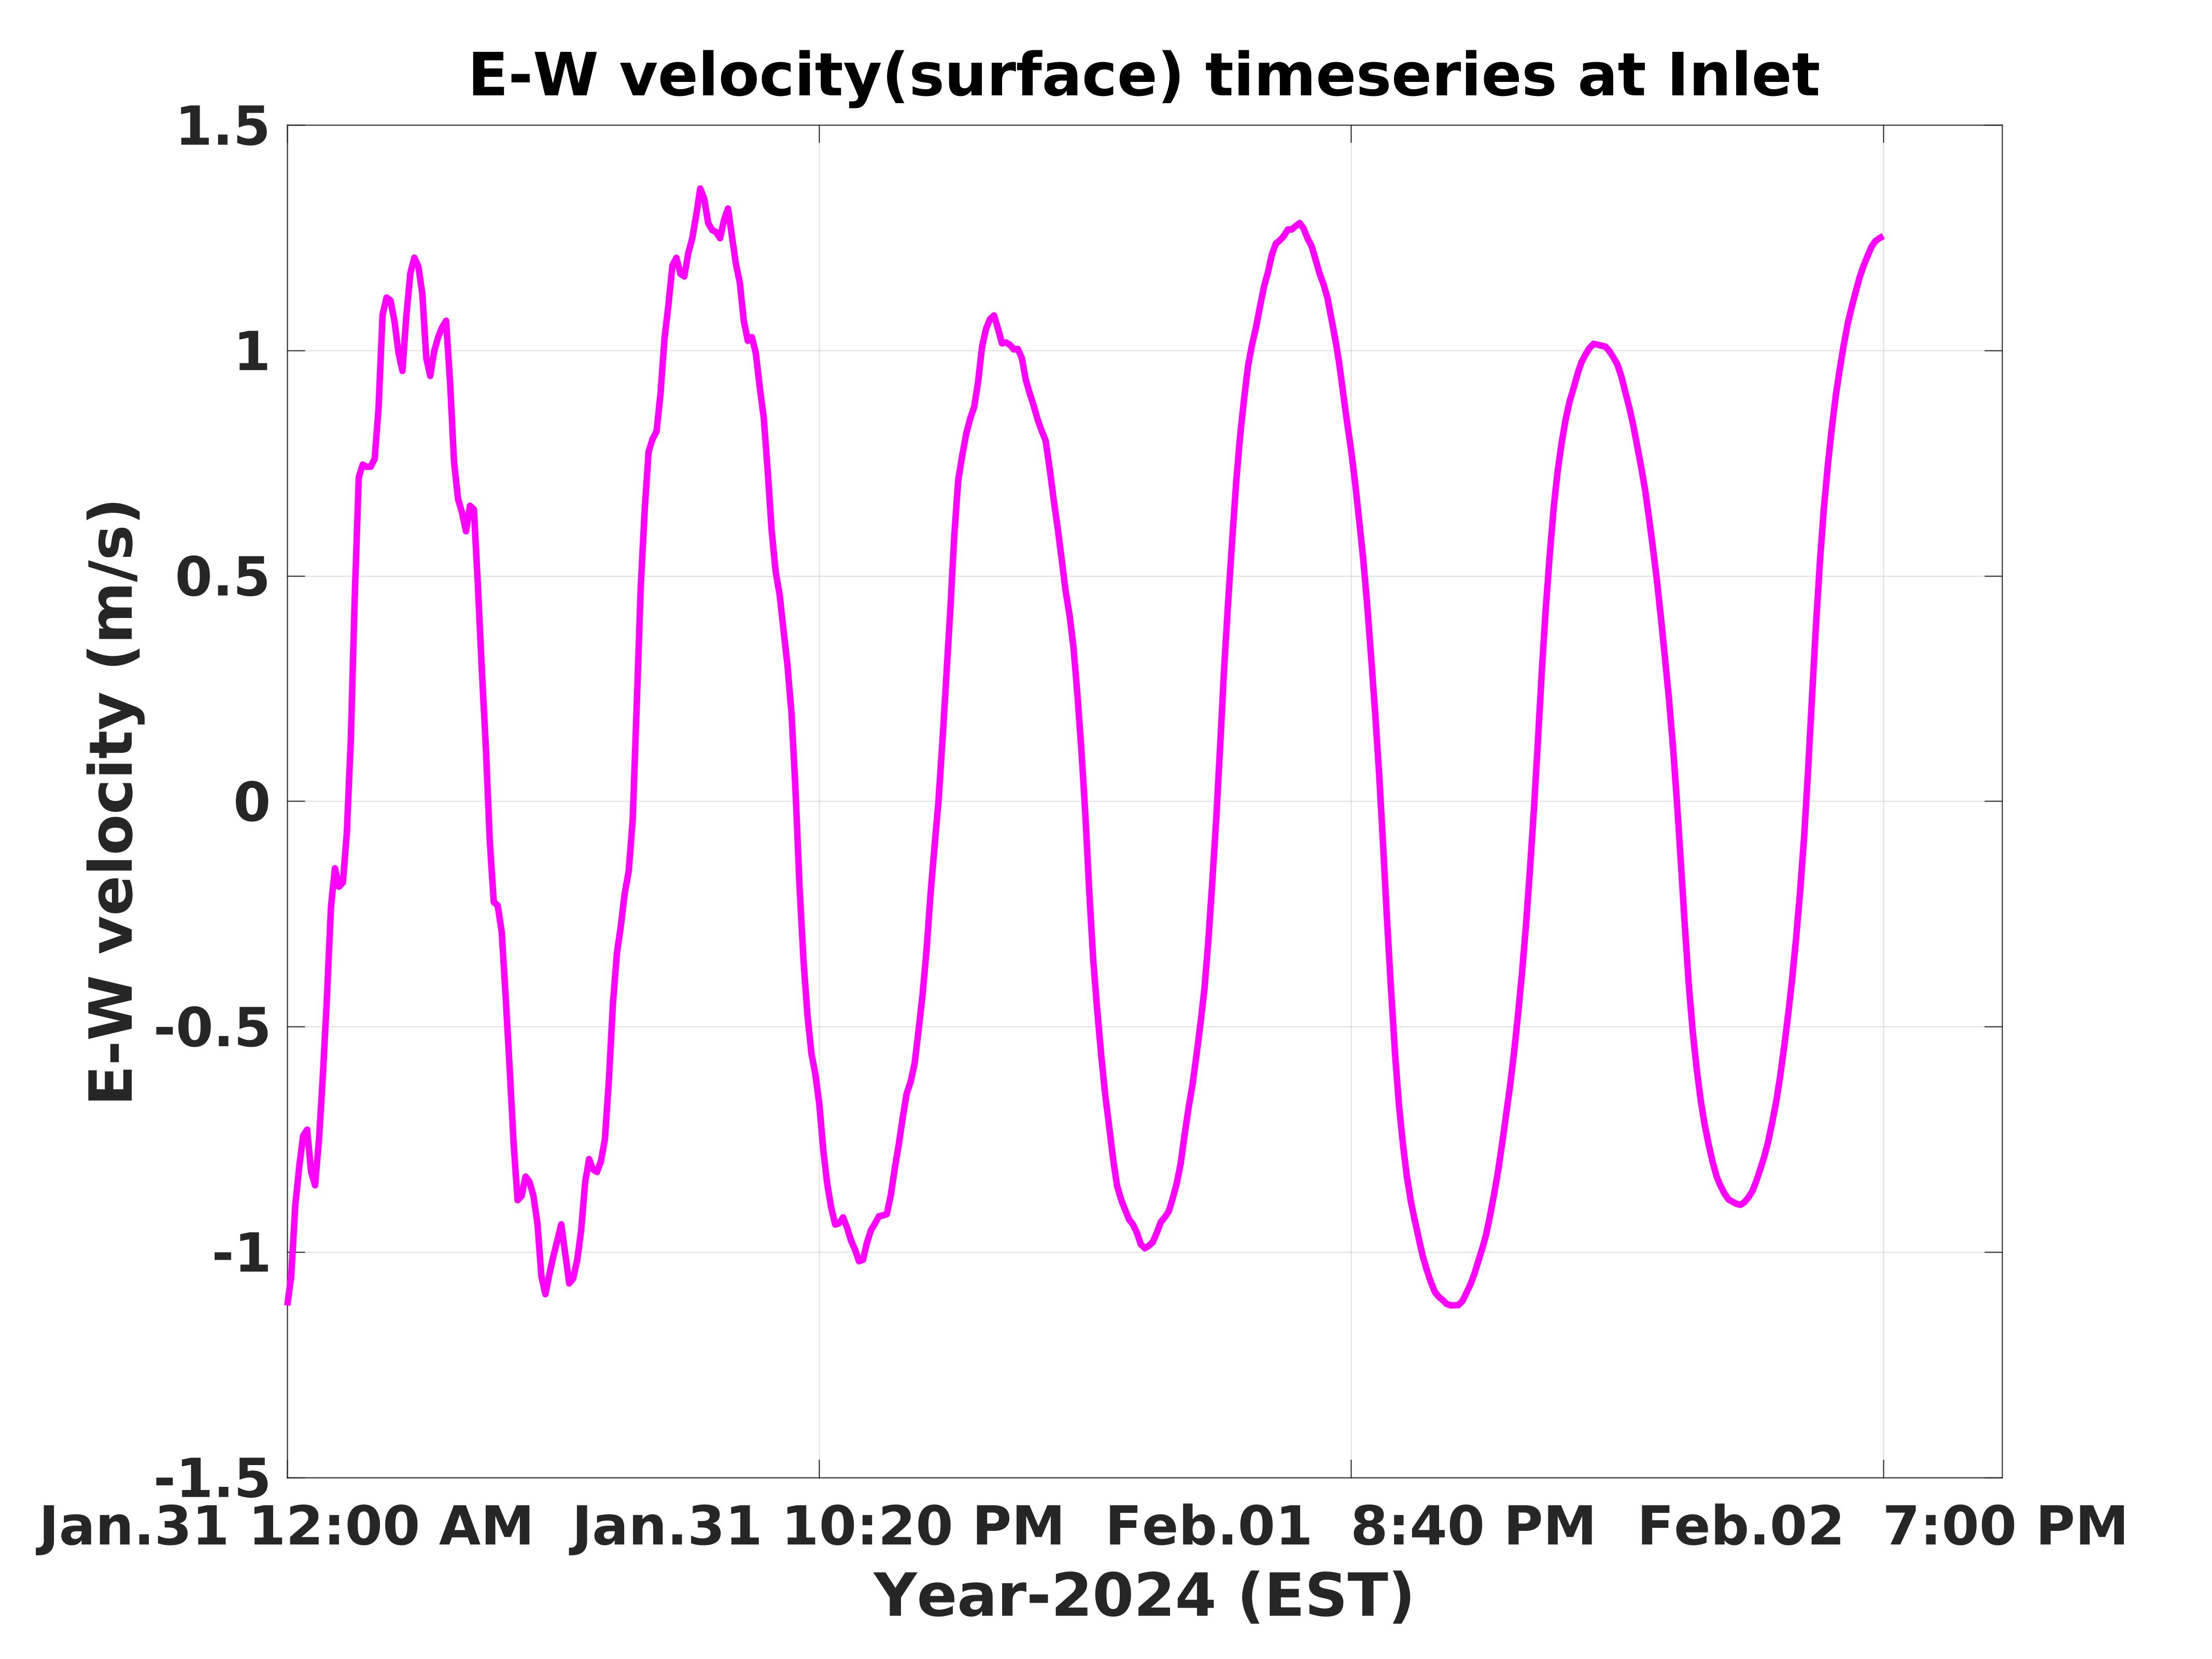 E-W velocity(surface) timeseries at Inlet
E-W velocity (m/s)
1.5
1
0.5
0
-0.5
-1
-1.5
Jan.31 12:00 AM Jan.31 10:20 PM Feb.01 8:40 PM Feb.02 7:00 PM
Year-2024 (EST)